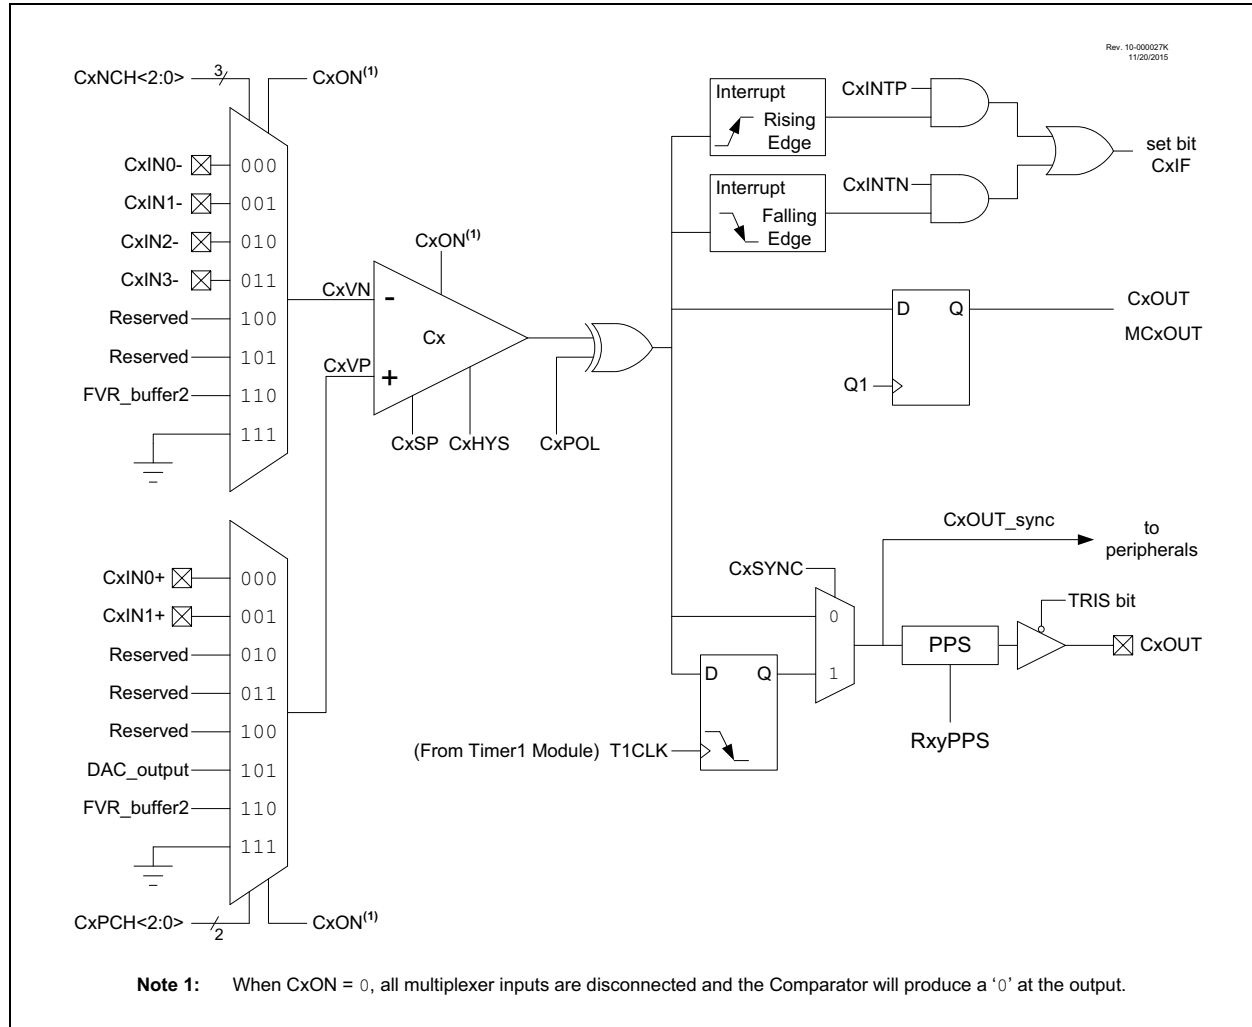 Rev. 10-000027K
11/20/2015
CxNCH<2:0>
3
CxON(1)
CxIN0-
000
CxIN1-
001
CxIN2-
010
CxIN3-
011
Reserved
100
Reserved
101
FVR_buffer2
110
111
CxIN0+
000
CxIN1+
001
Reserved
010
Reserved
011
Reserved
100
DAC_output
101
FVR_buffer2
110
111
CxPCH<2:0>
2
CxON(1)
CxON(1)
CxVN
-
Cx
CxVP
+
CxSP
CxHYS
CxPOL
Interrupt
Rising
Edge
CxINTP
Interrupt
Falling
Edge
CxINTN
set bit
CxIF
D
Q
Q1
CxOUT
MCxOUT
CxOUT_sync
to
peripherals
CxSYNC
0
1
D
Q
(From Timer1 Module) T1CLK
PPS
RxyPPS
TRIS bit
CxOUT
Note 1: When CxON = 0, all multiplexer inputs are disconnected and the Comparator will produce a ‘0’ at the output.